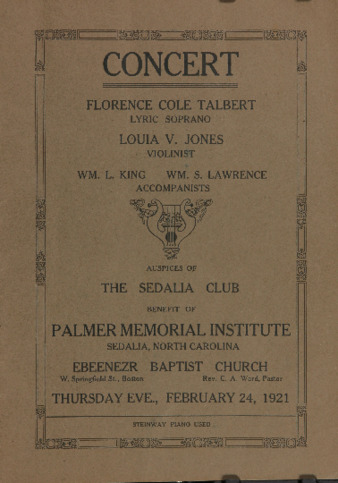 CONCERT
FLORENCE COLE TALBERT
LYRIC SOPRANO
LOUIA V. JONES
VIOLINIST
WM. L. KING WM. S. LAWRENCE
ACCOMPANISTS
AUSPICES OF
THE SEDALIA CLUB
BENEFIT OF
PALMER MEMORIAL INSTITUTE
SEDALIA, NORTH CAROLINA
EBEENEZR BAPTIST CHURCH
W. Springfield St., Boston Rev. C. A. Ward, Pastor
THURSDAY EVE., FEBRUARY 24, 1921
STEINWAY PIANO USED